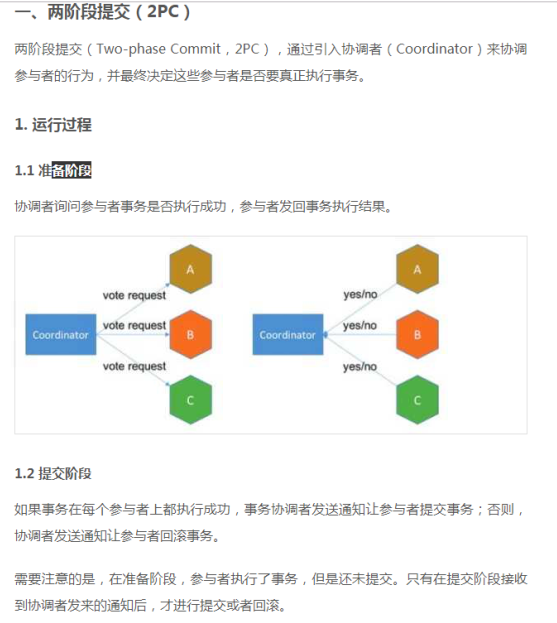 一、两阶段提交（2PC）
两阶段提交（Two-phase Commit，2PC），通过引入协调者（Coordinator）来协调
参与者的行为，并最终决定这些参与者是否要真正执行事务。
1. 运行过程
1.1 准备阶段
协调者询问参与者事务是否执行成功，参与者发回事务执行结果。
A
vote request
Coordinator
vote request
B
vote request
C
A
yes/no
Coordinator
yes/no
B
yes/no
C
1.2 提交阶段
如果事务在每个参与者上都执行成功，事务协调者发送通知让参与者提交事务；否则，
协调者发送通知让参与者回滚事务。
需要注意的是，在准备阶段，参与者执行了事务，但是还未提交。只有在提交阶段接收
到协调者发来的通知后，才进行提交或者回滚。